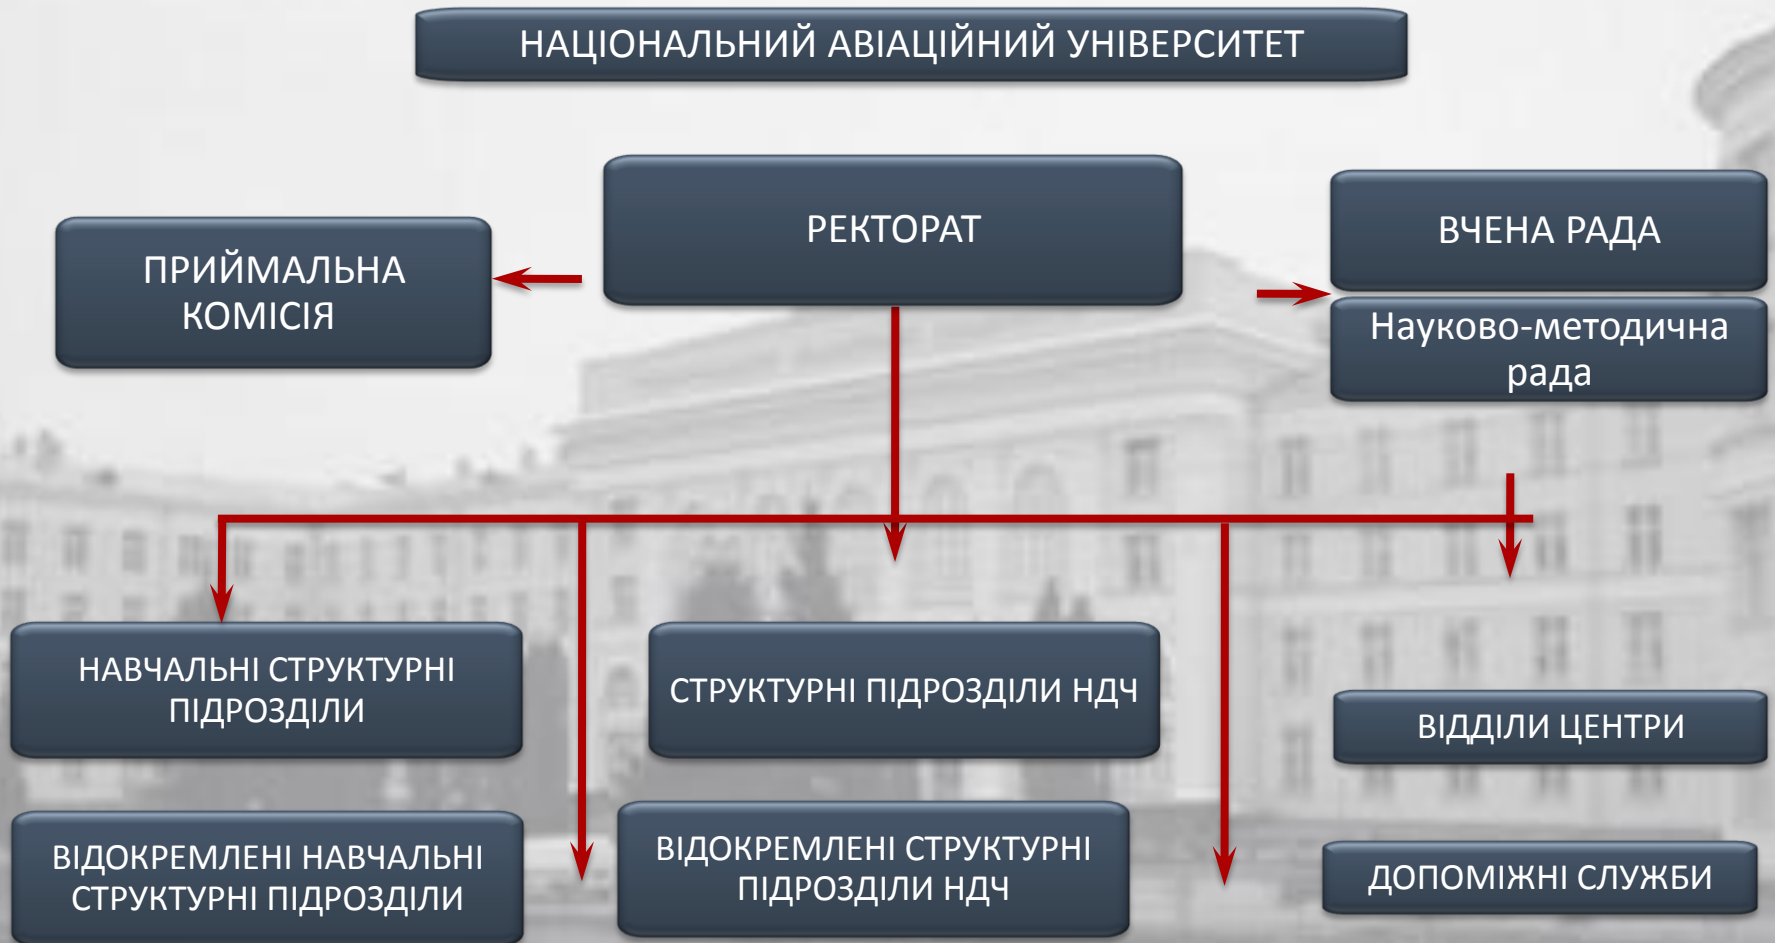 НАЦІОНАЛЬНИЙ АВІАЦІЙНИЙ УНІВЕРСИТЕТ
РЕКТОРАТ
ВЧЕНА РАДА
ПРИЙМАЛЬНА
КОМІСІЯ
Науково-методична
рада
НАВЧАЛЬНІ СТРУКТУРНІ
ПІДРОЗДІЛИ
СТРУКТУРНІ ПІДРОЗДІЛИ НДЧ
ВІДДІЛИ ЦЕНТРИ
ВІДОКРЕМЛЕНІ НАВЧАЛЬНІ
СТРУКТУРНІ ПІДРОЗДІЛИ
ВІДОКРЕМЛЕНІ СТРУКТУРНІ
ПІДРОЗДІЛИ НДЧ
ДОПОМІЖНІ СЛУЖБИ